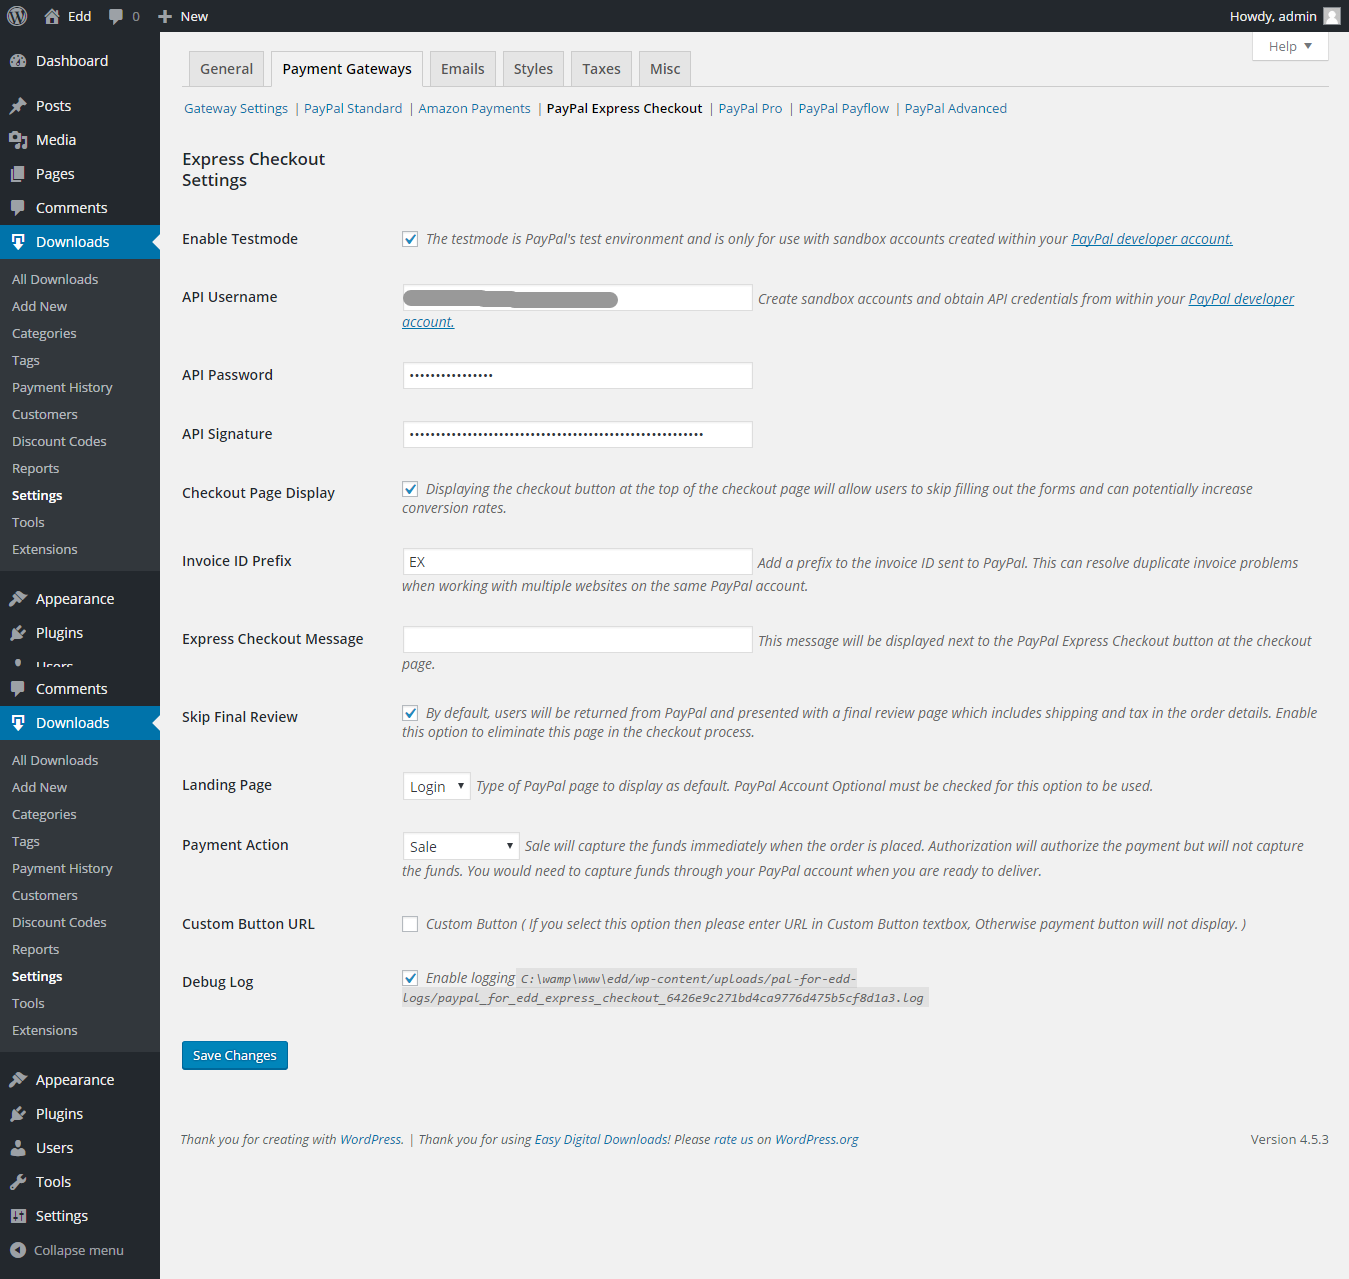 Edd 0 New Howdy, admin
Help
Dashboard
Posts
Media
Pages
Comments
Downloads
All Downloads
Add New
Categories
Tags
Payment History
Customers
Discount Codes
Reports
Settings
Tools
Extensions
Appearance
Plugins
Users
Comments
Downloads
All Downloads
Add New
Categories
Tags
Payment History
Customers
Discount Codes
Reports
Settings
Tools
Extensions
Appearance
Plugins
Users
Tools
Settings
Collapse menu
General Payment Gateways Emails Styles Taxes Misc
Gateway Settings | PayPal Standard | Amazon Payments | PayPal Express Checkout | PayPal Pro | PayPal Payflow | PayPal Advanced
Express Checkout
Settings
Enable Testmode The testmode is PayPal's test environment and is only for use with sandbox accounts created within your PayPal developer account.
API Username Create sandbox accounts and obtain API credentials from within your PayPal developer
account.
API Password
API Signature
Checkout Page Display Displaying the checkout button at the top of the checkout page will allow users to skip filling out the forms and can potentially increase
conversion rates.
Invoice ID Prefix EX Add a prefix to the invoice ID sent to PayPal. This can resolve duplicate invoice problems
when working with multiple websites on the same PayPal account.
Express Checkout Message This message will be displayed next to the PayPal Express Checkout button at the checkout
page.
Skip Final Review By default, users will be returned from PayPal and presented with a final review page which includes shipping and tax in the order details. Enable
this option to eliminate this page in the checkout process.
Landing Page Login Type of PayPal page to display as default. PayPal Account Optional must be checked for this option to be used.
Payment Action Sale Sale will capture the funds immediately when the order is placed. Authorization will authorize the payment but will not capture
the funds. You would need to capture funds through your PayPal account when you are ready to deliver.
Custom Button URL Custom Button ( If you select this option then please enter URL in Custom Button textbox, Otherwise payment button will not display. )
Debug Log Enable logging C:\wamp\www\edd/wp-content/uploads/pal-for-edd-
logs/paypal_for_edd_express_checkout_6426e9c271bd4ca9776d475b5cf8d1a3.log
Save Changes
Thank you for creating with WordPress. | Thank you for using Easy Digital Downloads! Please rate us on WordPress.org Version 4.5.3